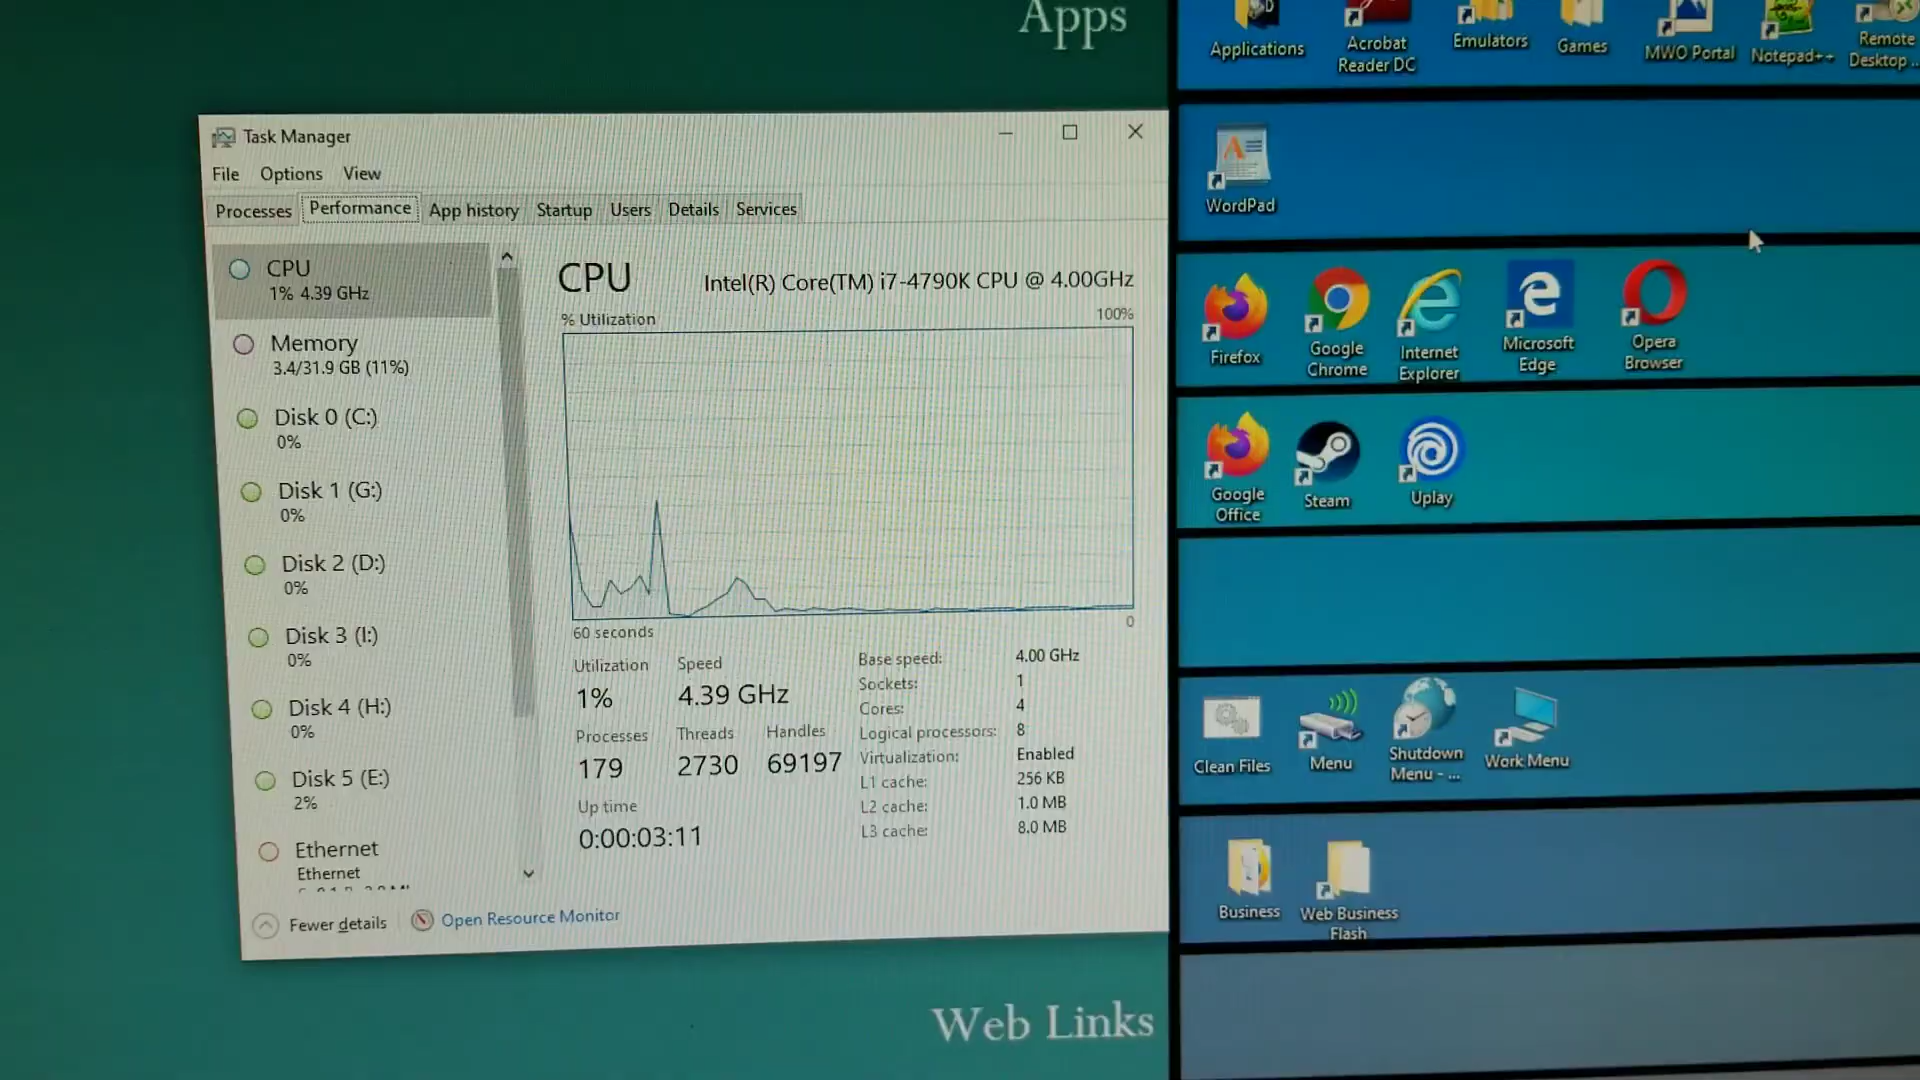 Apps
Applications
Acrobat
Reader DC
Emulators
Games
MWO Portal
Notepad++
Remote
Desktop ...
Task Manager
File Options View
Processes Performance App history Startup Users Details Services
CPU
1% 4.39 GHz
Memory
3.4/31.9 GB (11%)
Disk 0 (C:)
0%
Disk 1 (G:)
0%
Disk 2 (D:)
0%
Disk 3 (I:)
0%
Disk 4 (H:)
0%
Disk 5 (E:)
2%
Ethernet
Ethernet
CPU Intel(R) Core(TM) i7-4790K CPU @ 4.00GHz
% Utilization 100%
60 seconds 0
Utilization Speed
1% 4.39 GHz
Processes Threads Handles
179 2730 69197
Up time
0:00:03:11
Base speed: 4.00 GHz
Sockets: 1
Cores: 4
Logical processors: 8
Virtualization: Enabled
L1 cache: 256 KB
L2 cache: 1.0 MB
L3 cache: 8.0 MB
Fewer details Open Resource Monitor
WordPad
Firefox
Google
Chrome
Internet
Explorer
Microsoft
Edge
Opera
Browser
Google
Office
Steam
Uplay
Clean Files
Menu
Shutdown
Menu - ...
Work Menu
Business
Web Business
Flash
Web Links